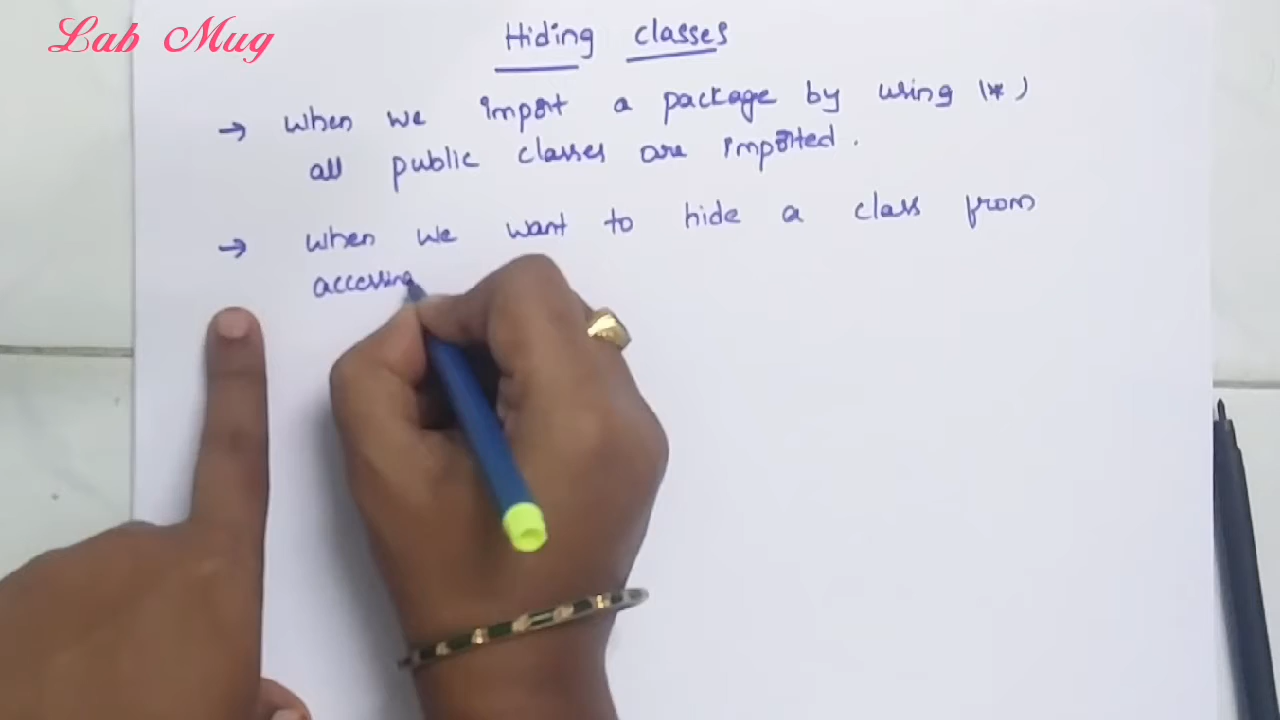 Lab Mug
Hiding classes
→ when we import a package by using (*)
all public classes are imported.
→ when we want to hide a class from
accessing